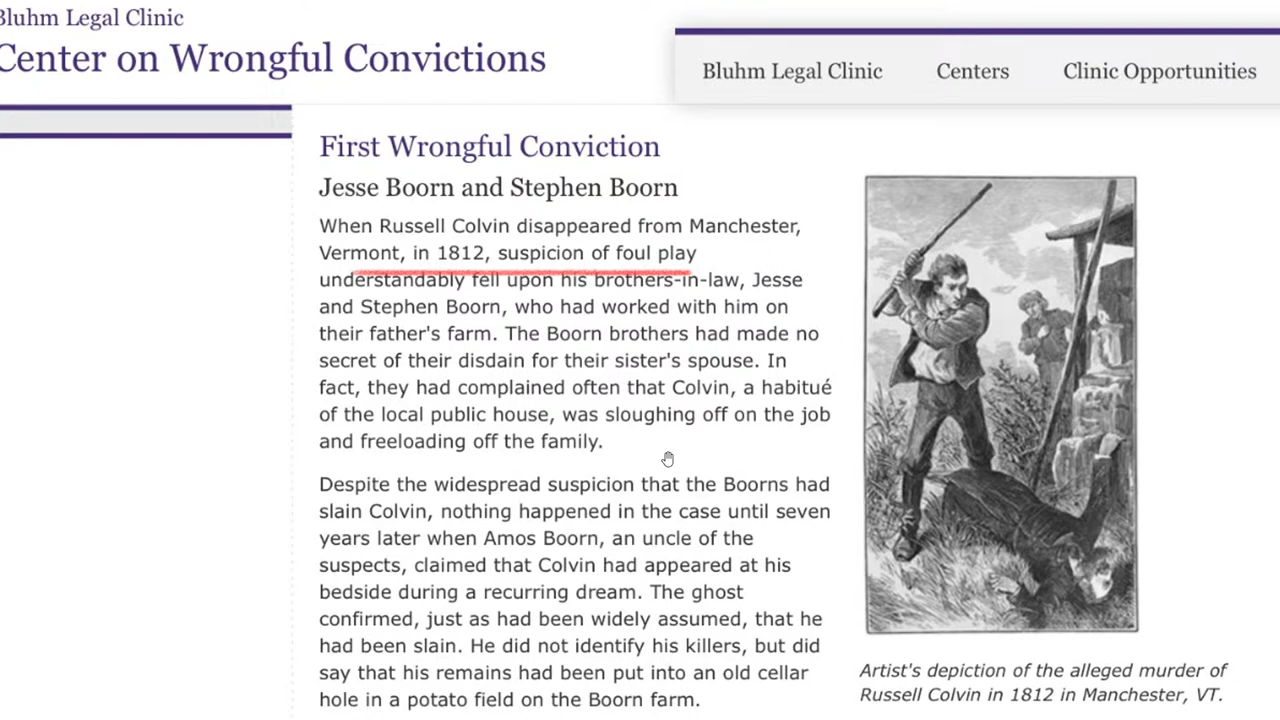 Bluhm Legal Clinic
Center on Wrongful Convictions
Bluhm Legal Clinic
Centers
Clinic Opportunities
First Wrongful Conviction
Jesse Boorn and Stephen Boorn
When Russell Colvin disappeared from Manchester,
Vermont, in 1812, suspicion of foul play
understandably fell upon his brothers-in-law, Jesse
and Stephen Boorn, who had worked with him on
their father's farm. The Boorn brothers had made no
secret of their disdain for their sister's spouse. In
fact, they had complained often that Colvin, a habitué
of the local public house, was sloughing off on the job
and freeloading off the family.
Despite the widespread suspicion that the Boorns had
slain Colvin, nothing happened in the case until seven
years later when Amos Boorn, an uncle of the
suspects, claimed that Colvin had appeared at his
bedside during a recurring dream. The ghost
confirmed, just as had been widely assumed, that he
had been slain. He did not identify his killers, but did
say that his remains had been put into an old cellar
hole in a potato field on the Boorn farm.
Artist's depiction of the alleged murder of
Russell Colvin in 1812 in Manchester, VT.